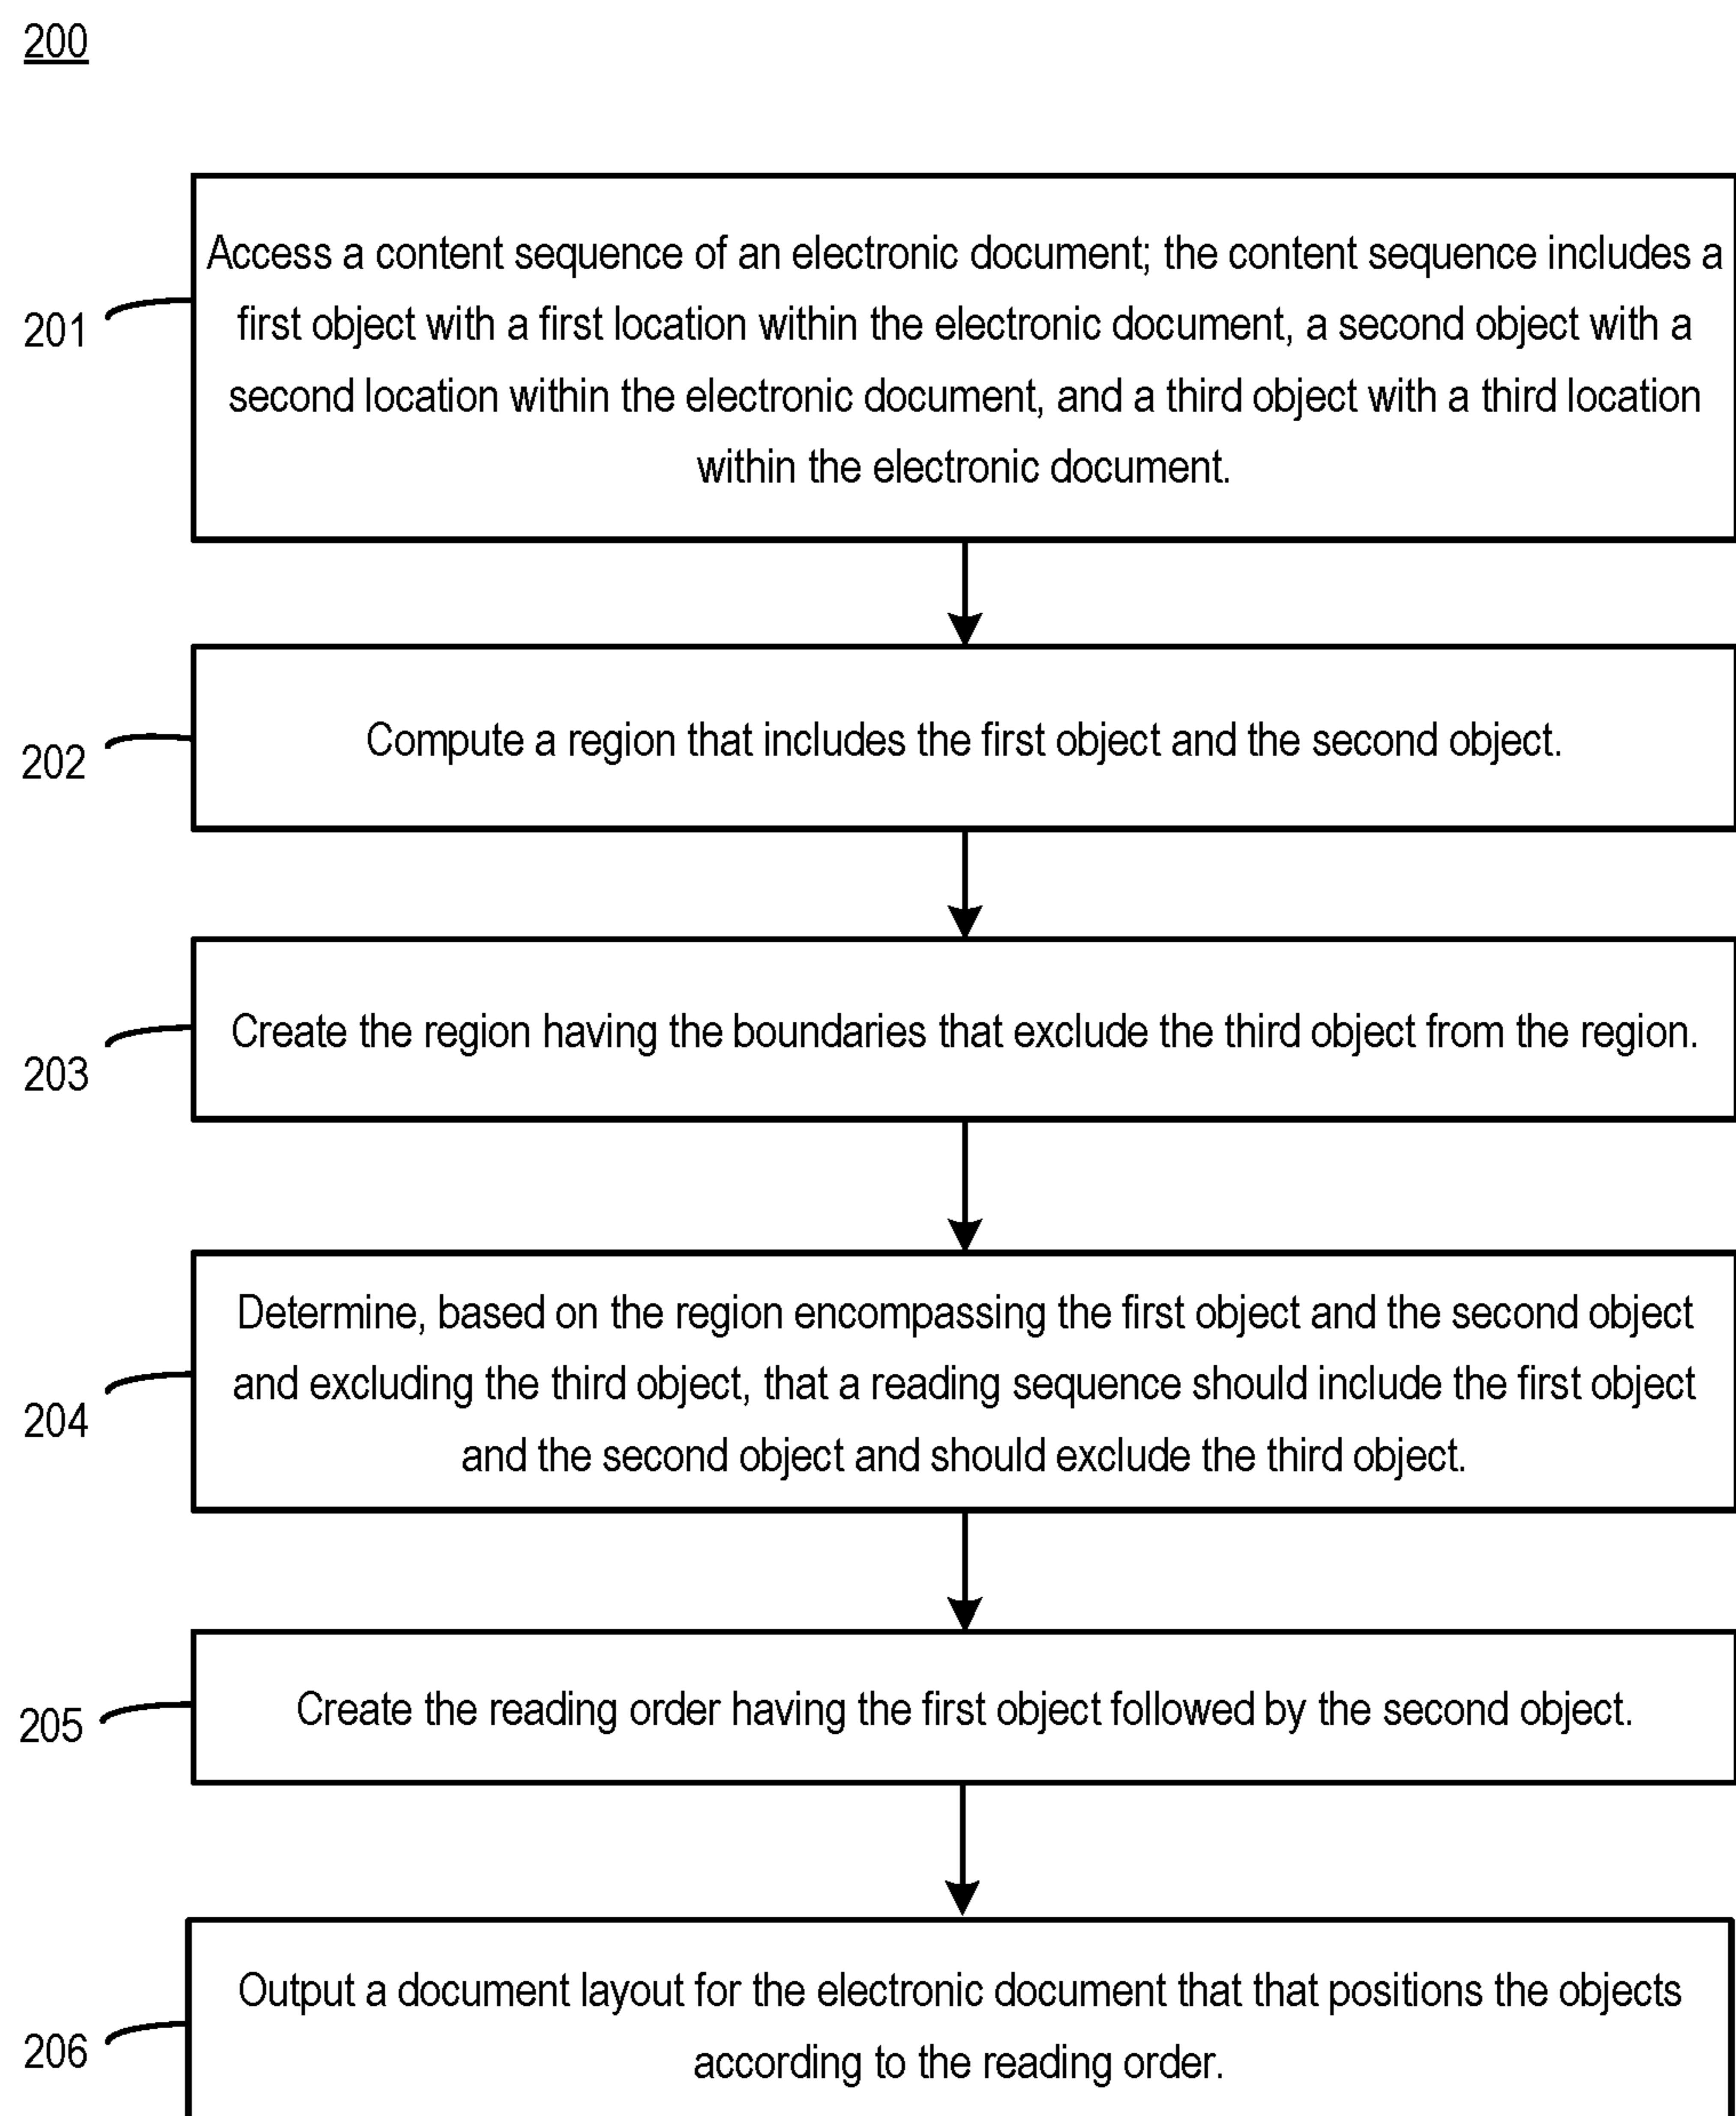 200
201
Access a content sequence of an electronic document; the content sequence includes a
first object with a first location within the electronic document, a second object with a
second location within the electronic document, and a third object with a third location
within the electronic document.
202
Compute a region that includes the first object and the second object.
203
Create the region having the boundaries that exclude the third object from the region.
204
Determine, based on the region encompassing the first object and the second object
and excluding the third object, that a reading sequence should include the first object
and the second object and should exclude the third object.
205
Create the reading order having the first object followed by the second object.
206
Output a document layout for the electronic document that that positions the objects
according to the reading order.